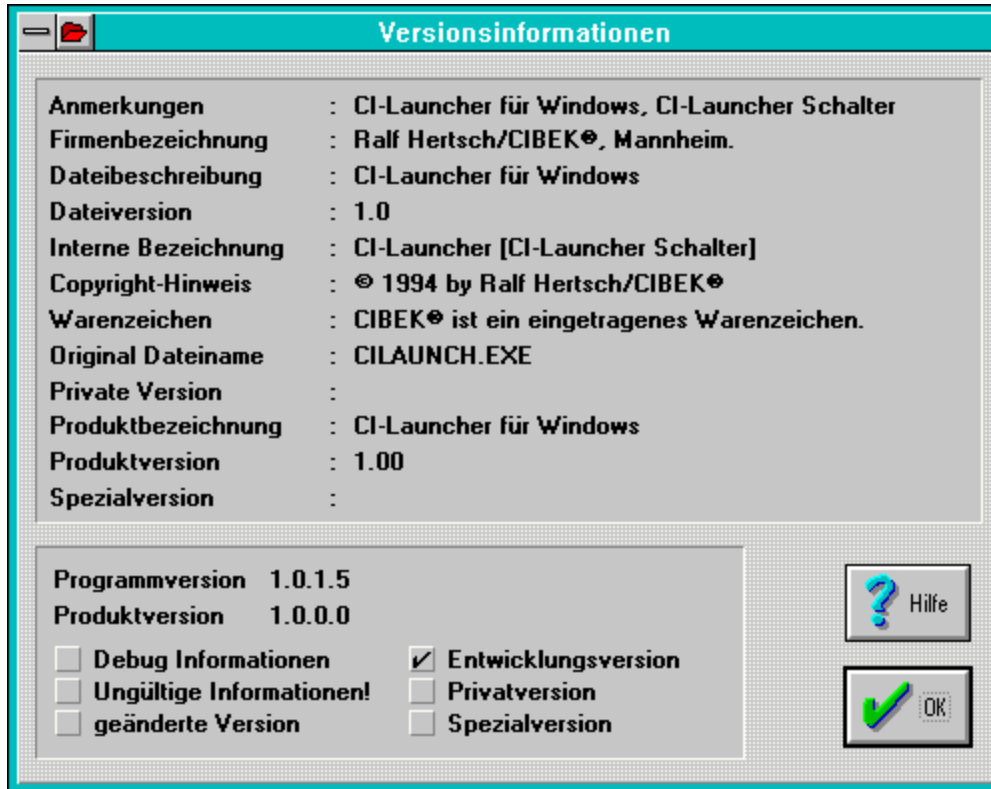 Versionsinformationen
Anmerkungen : CI-Launcher für Windows, CI-Launcher Schalter
Firmenbezeichnung : Ralf Hertsch/CIBEK®, Mannheim.
Dateibeschreibung : CI-Launcher für Windows
Dateiversion : 1.0
Interne Bezeichnung : CI-Launcher [CI-Launcher Schalter]
Copyright-Hinweis : © 1994 by Ralf Hertsch/CIBEK®
Warenzeichen : CIBEK® ist ein eingetragenes Warenzeichen.
Original Dateiname : CILAUNCH.EXE
Private Version :
Produktbezeichnung : CI-Launcher für Windows
Produktversion : 1.00
Spezialversion :
Programmversion 1.0.1.5
Produktversion 1.0.0.0
Debug Informationen Entwicklungsversion
Ungültige Informationen! Privatversion
geänderte Version Spezialversion
Hilfe
OK